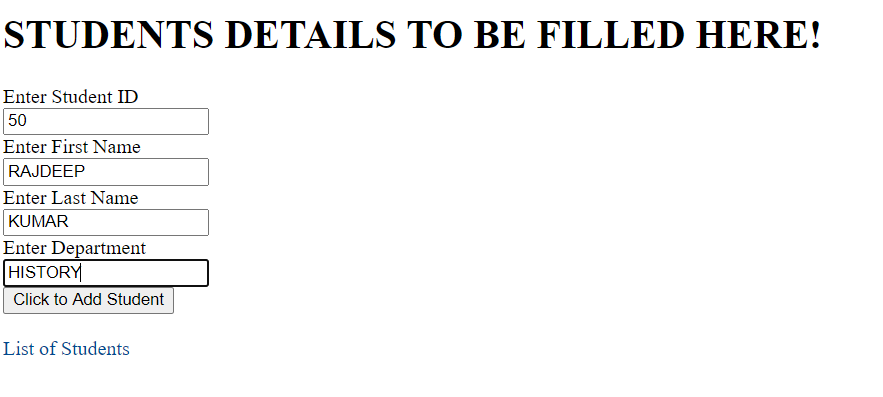 STUDENTS DETAILS TO BE FILLED HERE!
Enter Student ID
50
Enter First Name
RAJDEEP
Enter Last Name
KUMAR
Enter Department
HISTORY
Click to Add Student
List of Students